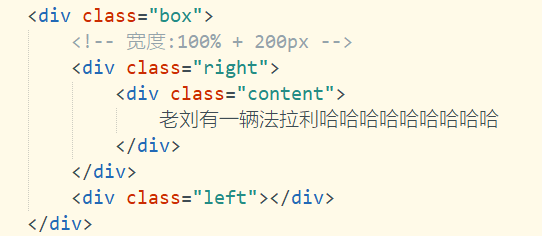 <div class="box">
<!-- 宽度:100% + 200px -->
<div class="right">
<div class="content">
老刘有一辆法拉利哈哈哈哈哈哈哈哈哈
</div>
</div>
<div class="left"></div>
</div>